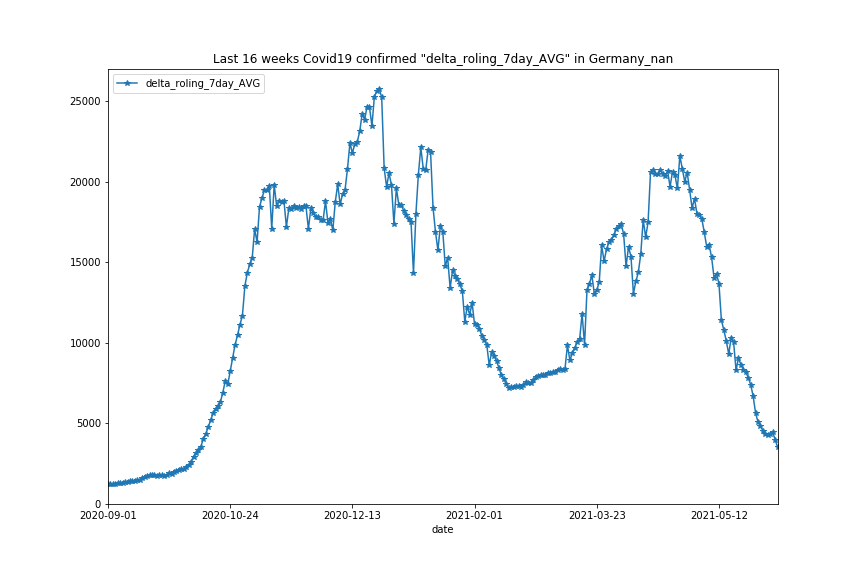 Last 16 weeks Covid19 confirmed "delta_roling_7day_AVG" in Germany_nan
delta_roling_7day_AVG
25000
20000
15000
10000
5000
0
2020-09-01 2020-10-24 2020-12-13 2021-02-01 2021-03-23 2021-05-12
date